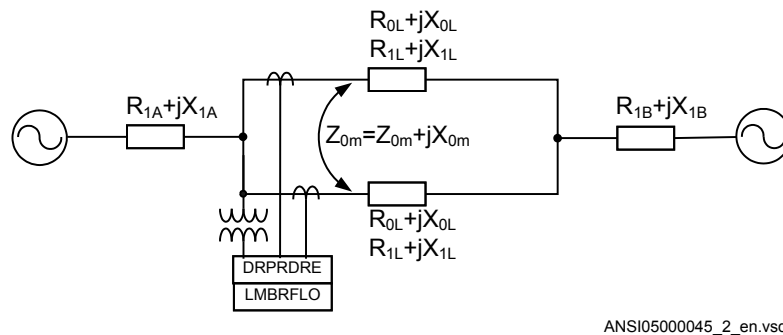 R0L+jX0L
R1L+jX1L
R1A+jX1A
R1B+jX1B
Z0m=Z0m+jX0m
R0L+jX0L
R1L+jX1L
DRPRDRE
LMBRFLO
ANSI05000045_2_en.vsd